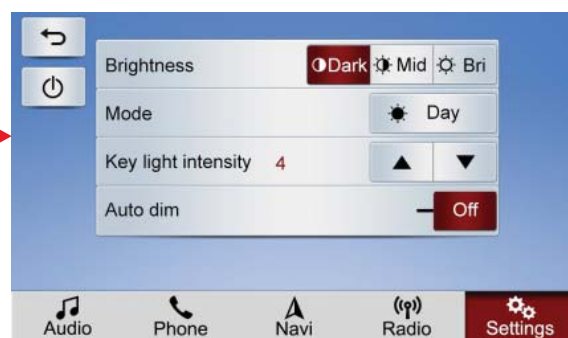 Brightness Dark Mid Bri
Mode Day
Key light intensity 4
Auto dim Off
Audio Phone Navi Radio Settings